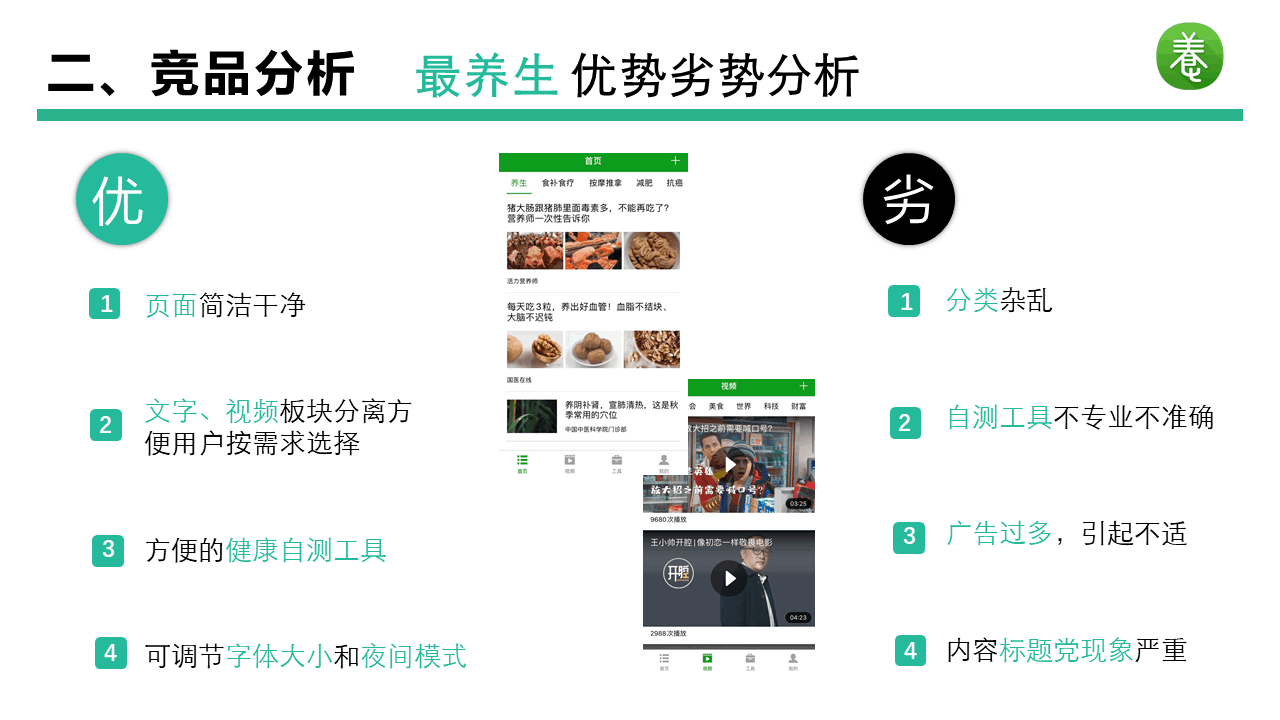 二、竞品分析 最养生 优势劣势分析
养
优
1 页面简洁干净
2 文字、视频板块分离方
便用户按需求选择
3 方便的健康自测工具
4 可调节字体大小和夜间模式
首页 +
养生 食补食疗 按摩推拿 减肥 抗癌
猪大肠跟猪肺里面毒素多，不能再吃了？
营养师一次性告诉你
活力营养师
每天吃3粒，养出好血管！血脂不结块、
大脑不迟钝
国医在线
养阴补肾，宣肺清热，这是秋
季常用的穴位
中国中医科学院门诊部
首页 视频 工具 我的
视频 +
会 美食 世界 科技 财富
放大招之前需要喊口号？
英雄
放大招之前需要喊口号？
03:25
9680次播放
王小帅开腔|像初恋一样敬畏电影
开腔
04:23
2988次播放
首页 视频 工具 我的
劣
1 分类杂乱
2 自测工具不专业不准确
3 广告过多，引起不适
4 内容标题党现象严重